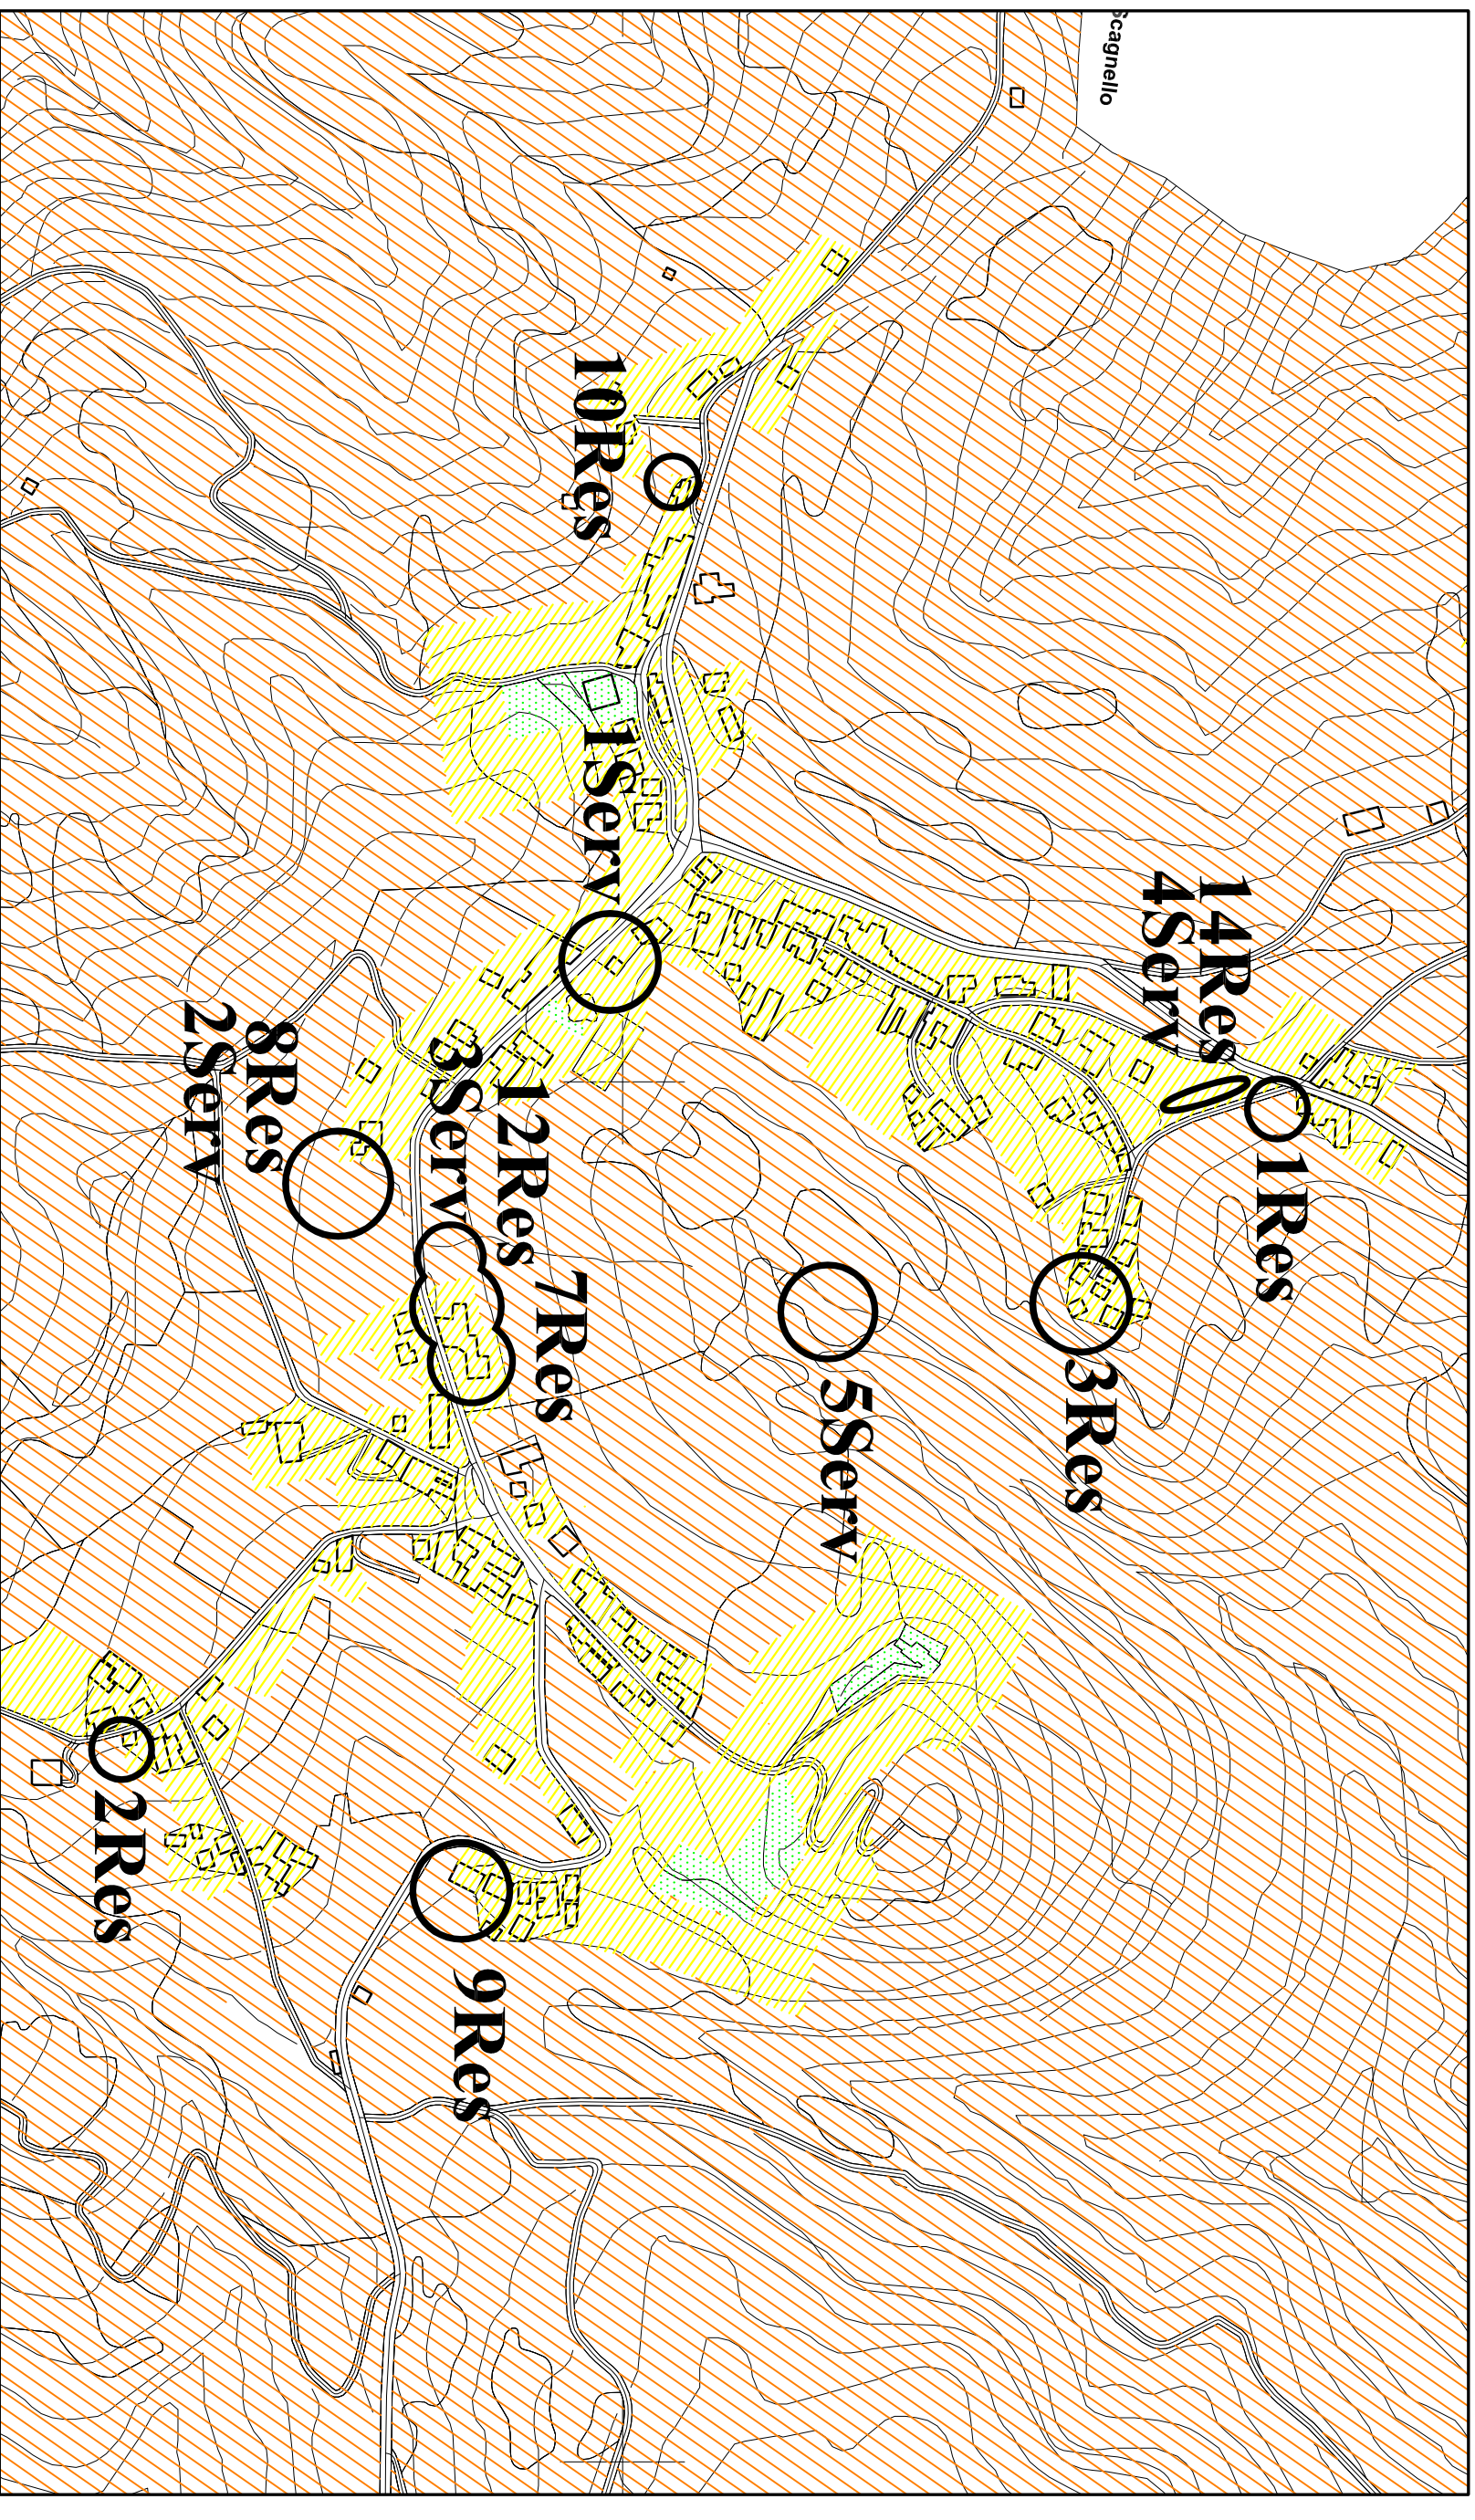 Scagnello
14Res
4Serv
1Res
3Res
5Serv
10Res
1Serv
12Res
3Serv
7Res
8Res
2Serv
9Res
2Res